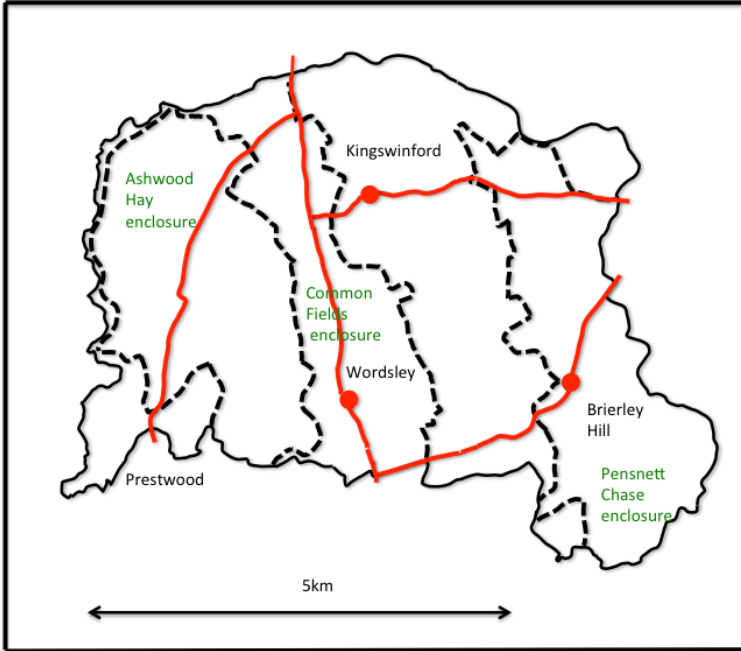 Kingswinford
Ashwood
Hay
enclosure
Common
Fields
enclosure
Wordsley
Brierley
Hill
Prestwood
Pensnett
Chase
enclosure
5km